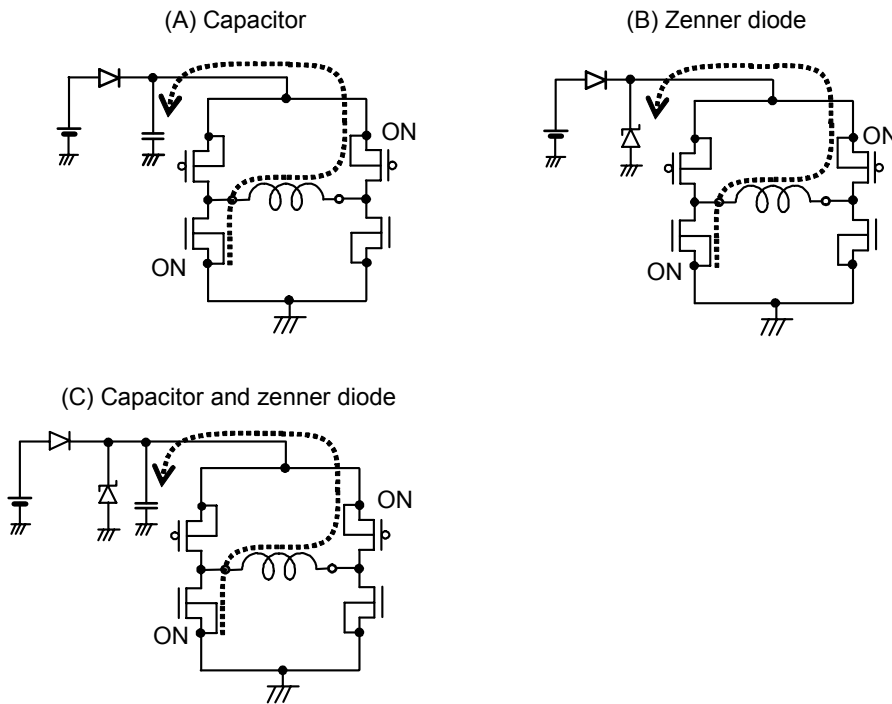 (A) Capacitor
(B) Zenner diode
ON
ON
ON
ON
(C) Capacitor and zenner diode
ON
ON